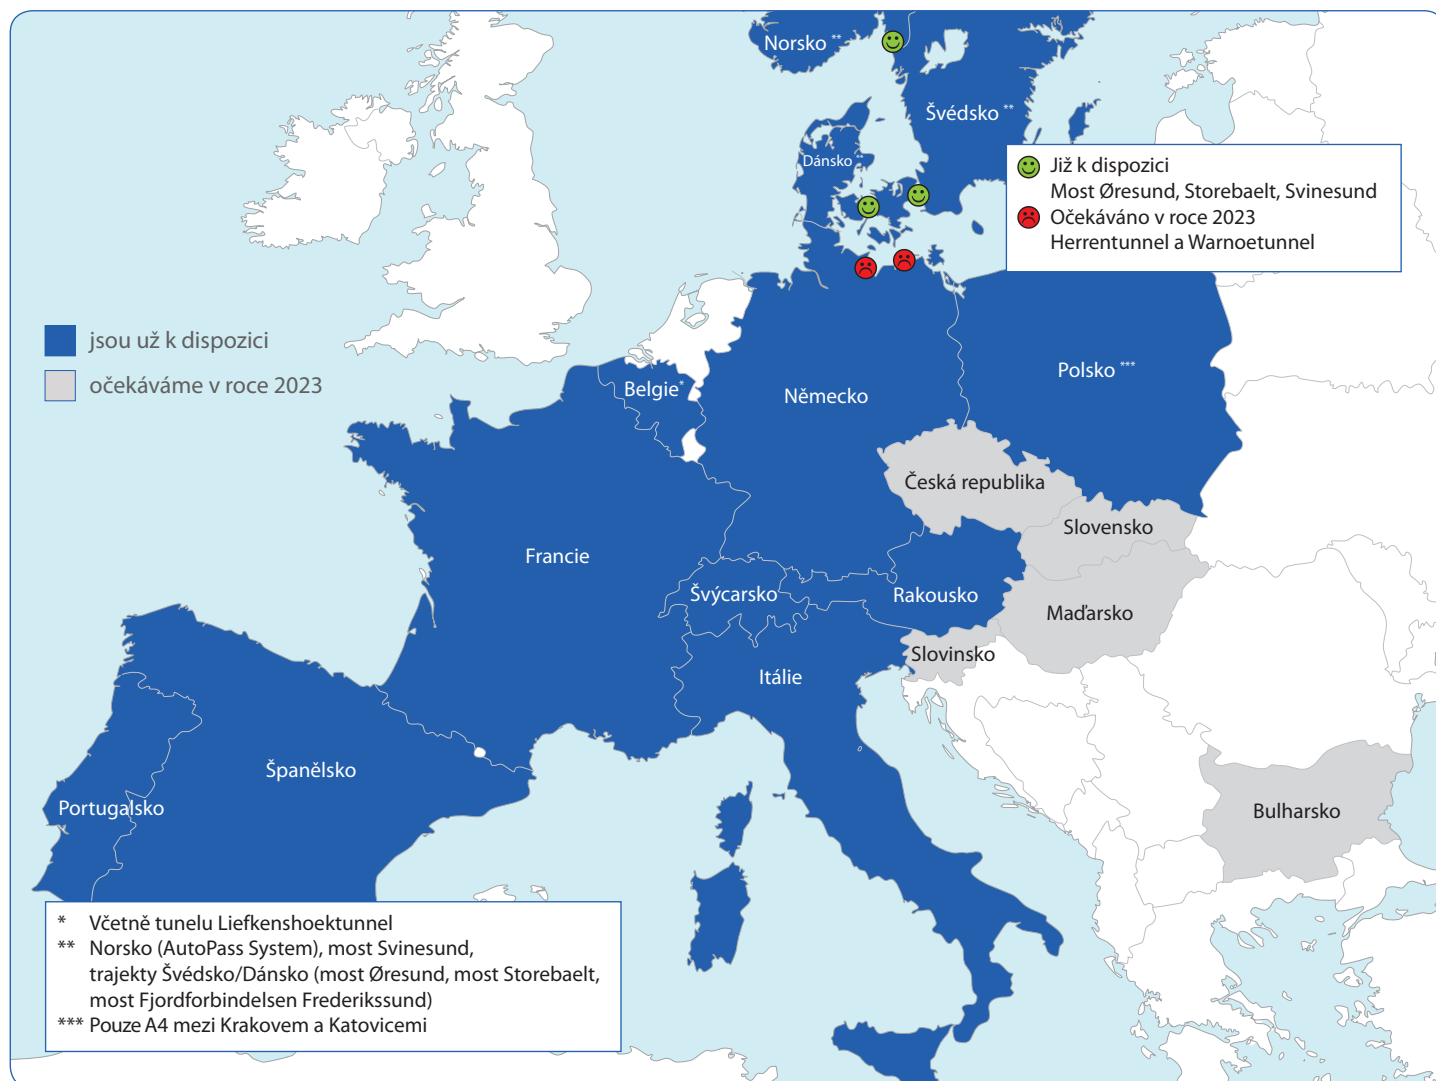 Norsko **
Švédsko **
Dánsko **
Již k dispozici
Most Øresund, Storebaelt, Svinesund
Očekáváno v roce 2023
Herrentunnel a Warnoetunnel
jsou už k dispozici
očekáváme v roce 2023
Belgie*
Německo
Polsko ***
Česká republika
Slovensko
Francie
Švýcarsko
Rakousko
Maďarsko
Slovinsko
Itálie
Španělsko
Portugalsko
Bulharsko
* Včetně tunelu Liefkenshoektunnel
** Norsko (AutoPass System), most Svinesund,
trajekty Švédsko/Dánsko (most Øresund, most Storebaelt,
most Fjordforbindelsen Frederikssund)
*** Pouze A4 mezi Krakovem a Katovicemi